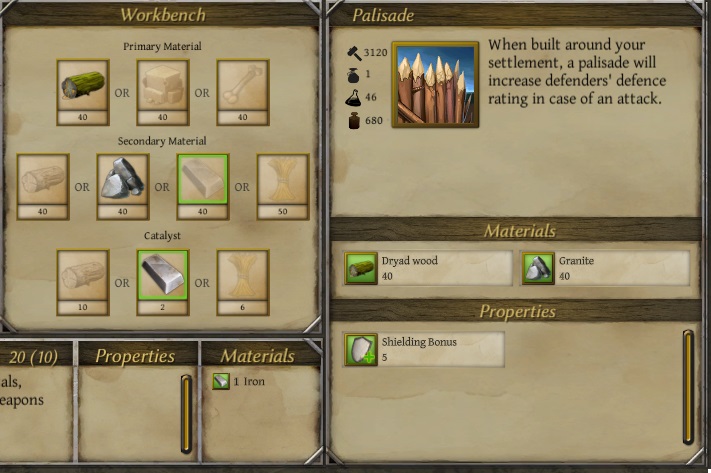 Workbench
Primary Material
OR
OR
40
40
40
Secondary Material
OR
OR
OR
40
40
40
50
Catalyst
OR
OR
10
2
6
20 (10)
als,
eapons
Properties
Materials
1 Iron
Palisade
3120
1
46
680
When built around your
settlement, a palisade will
increase defenders' defence
rating in case of an attack.
Materials
Dryad wood
40
Granite
40
Properties
Shielding Bonus
5